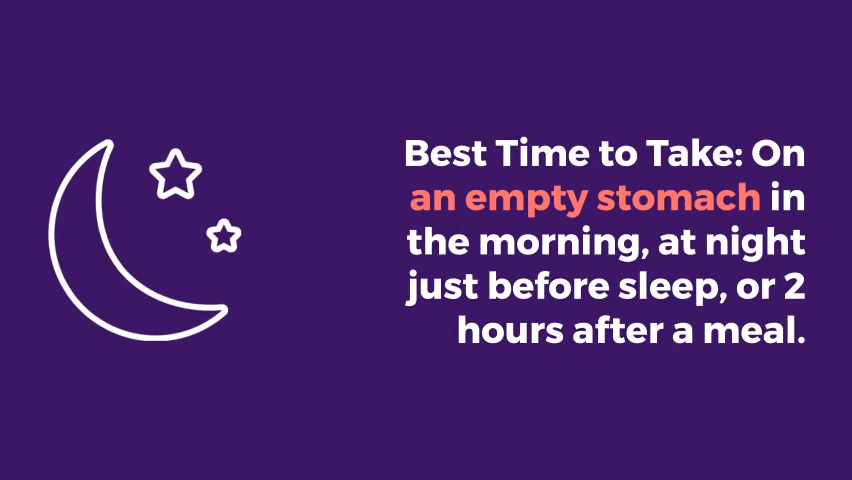 Best Time to Take: On
an empty stomach in
the morning, at night
just before sleep, or 2
hours after a meal.